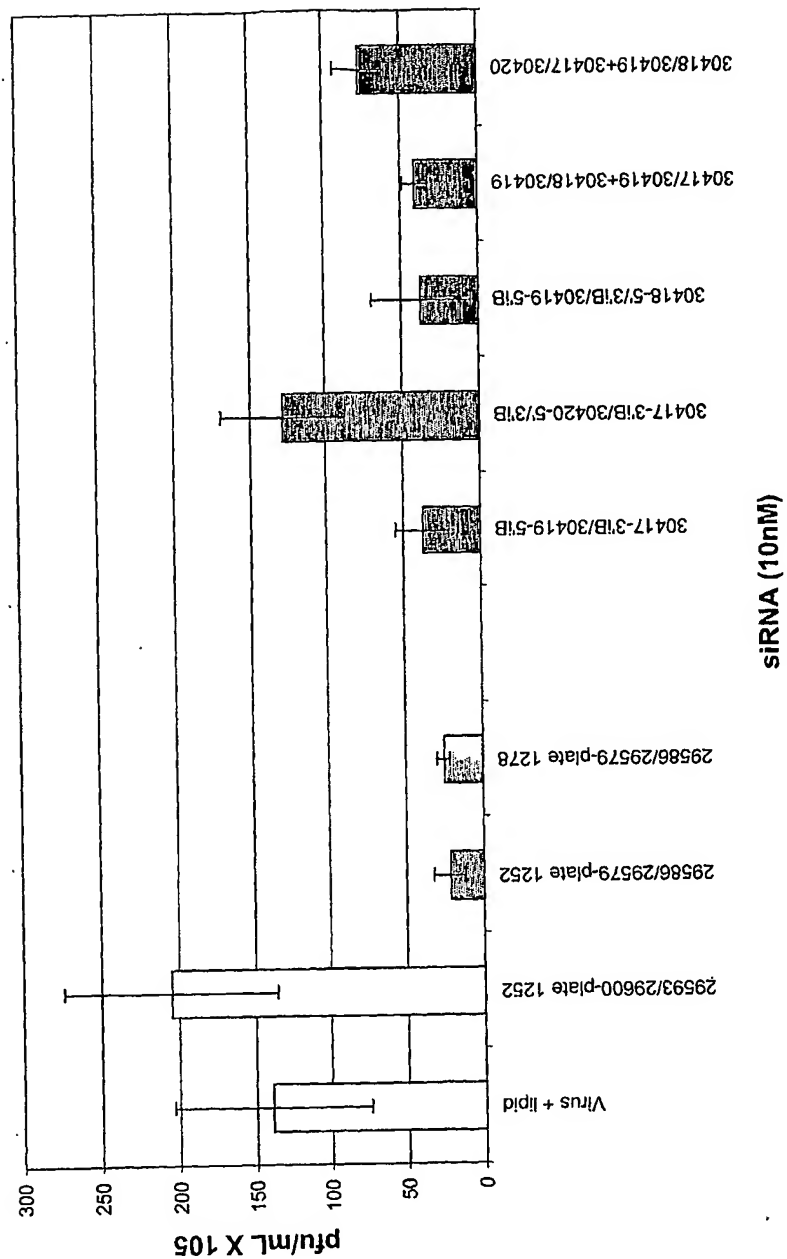 pfu/mL X 105
300
250
200
150
100
50
0
Virus + lipid
29593/29600-plate 1252
29586/29579-plate 1252
29586/29579-plate 1278
30417-3'iB/30419-5'iB
30417-3'iB/30420-5'/3'iB
30418-5'/3'iB/30419-5'iB
30417/30419+30418/30419
30418/30419+30417/30420
siRNA (10nM)